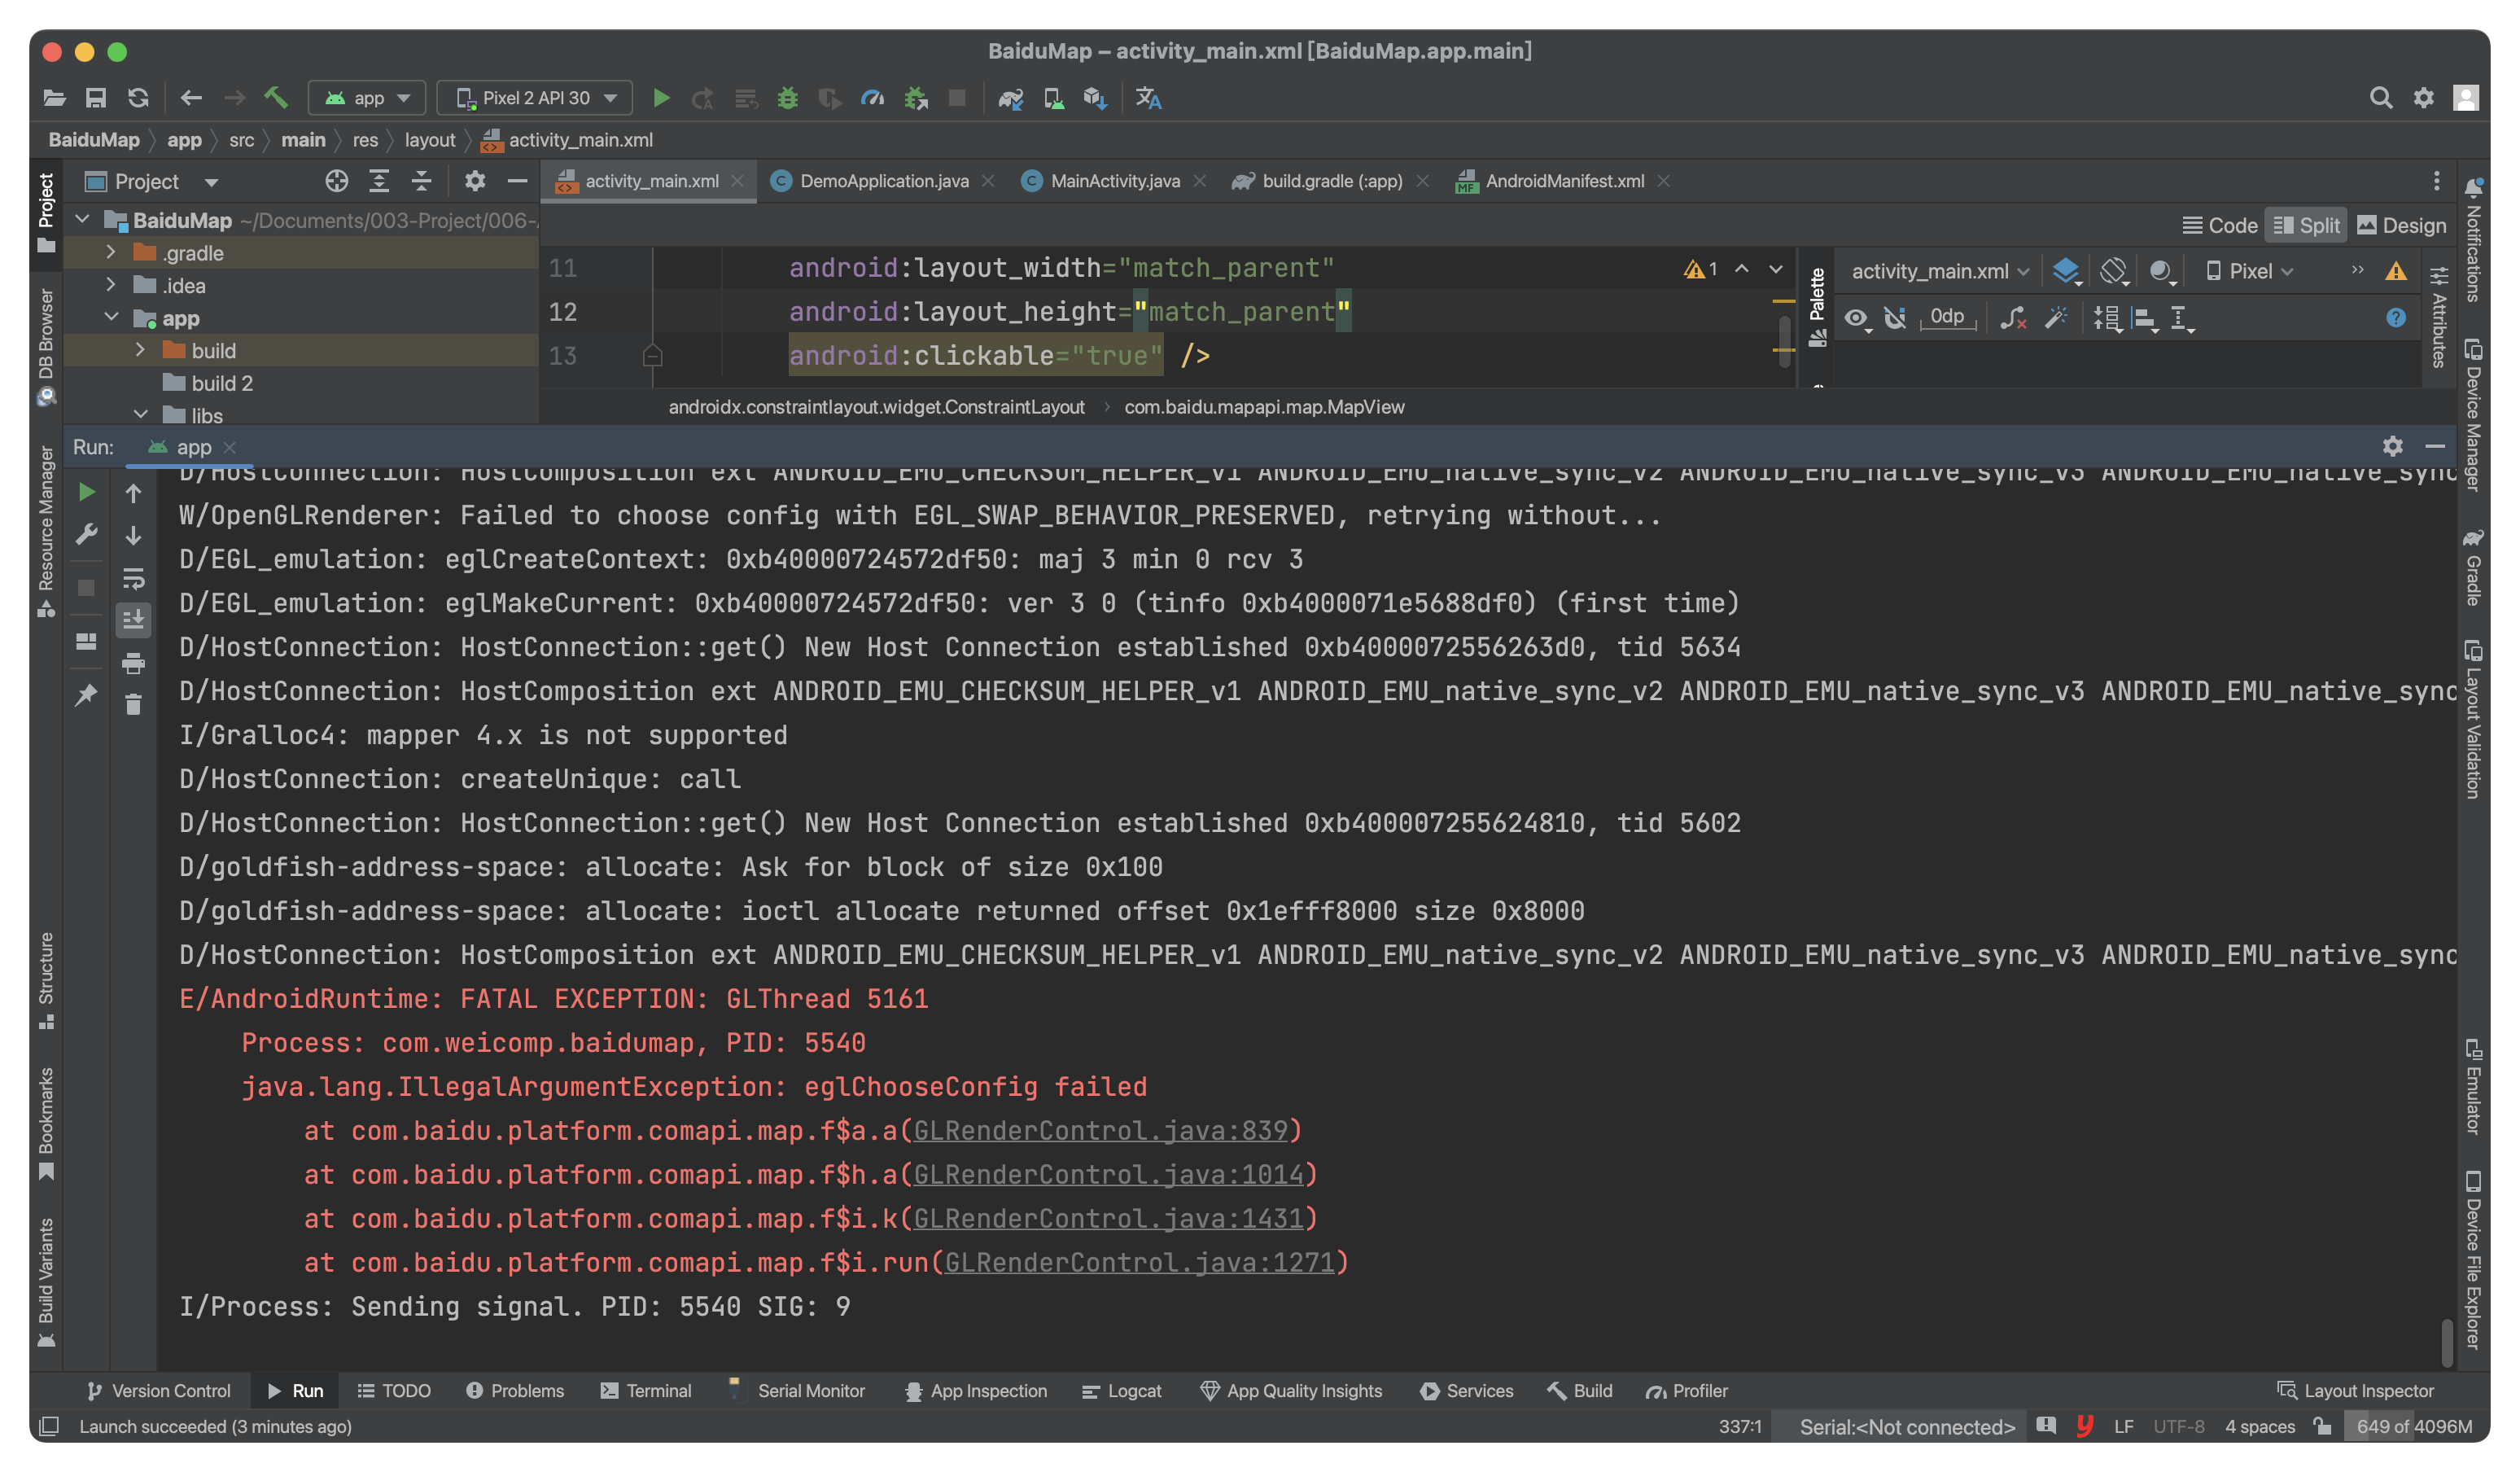 BaiduMap – activity_main.xml [BaiduMap.app.main]
app
Pixel 2 API 30
BaiduMap
app
src
main
res
layout
activity_main.xml
Project
activity_main.xml
DemoApplication.java
MainActivity.java
build.gradle (:app)
AndroidManifest.xml
Code
Split
Design
BaiduMap ~/Documents/003-Project/006-
.gradle
.idea
app
build
build 2
libs
11 android:layout_width="match_parent"
12 android:layout_height="match_parent"
13 android:clickable="true" />
1
androidx.constraintlayout.widget.ConstraintLayout
com.baidu.mapapi.map.MapView
Palette
activity_main.xml
Pixel
0dp
Attributes
Run:
app
D/HostConnection: HostComposition ext ANDROID_EMU_CHECKSUM_HELPER_v1 ANDROID_EMU_native_sync_v2 ANDROID_EMU_native_sync_v3 ANDROID_EMU_native_sync
W/OpenGLRenderer: Failed to choose config with EGL_SWAP_BEHAVIOR_PRESERVED, retrying without...
D/EGL_emulation: eglCreateContext: 0xb40000724572df50: maj 3 min 0 rcv 3
D/EGL_emulation: eglMakeCurrent: 0xb40000724572df50: ver 3 0 (tinfo 0xb4000071e5688df0) (first time)
D/HostConnection: HostConnection::get() New Host Connection established 0xb4000072556263d0, tid 5634
D/HostConnection: HostComposition ext ANDROID_EMU_CHECKSUM_HELPER_v1 ANDROID_EMU_native_sync_v2 ANDROID_EMU_native_sync_v3 ANDROID_EMU_native_sync
I/Gralloc4: mapper 4.x is not supported
D/HostConnection: createUnique: call
D/HostConnection: HostConnection::get() New Host Connection established 0xb400007255624810, tid 5602
D/goldfish-address-space: allocate: Ask for block of size 0x100
D/goldfish-address-space: allocate: ioctl allocate returned offset 0x1efff8000 size 0x8000
D/HostConnection: HostComposition ext ANDROID_EMU_CHECKSUM_HELPER_v1 ANDROID_EMU_native_sync_v2 ANDROID_EMU_native_sync_v3 ANDROID_EMU_native_sync
E/AndroidRuntime: FATAL EXCEPTION: GLThread 5161
Process: com.weicomp.baidumap, PID: 5540
java.lang.IllegalArgumentException: eglChooseConfig failed
at com.baidu.platform.comapi.map.f$a.a(GLRenderControl.java:839)
at com.baidu.platform.comapi.map.f$h.a(GLRenderControl.java:1014)
at com.baidu.platform.comapi.map.f$i.k(GLRenderControl.java:1431)
at com.baidu.platform.comapi.map.f$i.run(GLRenderControl.java:1271)
I/Process: Sending signal. PID: 5540 SIG: 9
Project
DB Browser
Resource Manager
Structure
Bookmarks
Build Variants
Notifications
Device Manager
Gradle
Layout Validation
Emulator
Device File Explorer
Version Control
Run
TODO
Problems
Terminal
Serial Monitor
App Inspection
Logcat
App Quality Insights
Services
Build
Profiler
Layout Inspector
Launch succeeded (3 minutes ago)
337:1
Serial:<Not connected>
LF
UTF-8
4 spaces
649 of 4096M